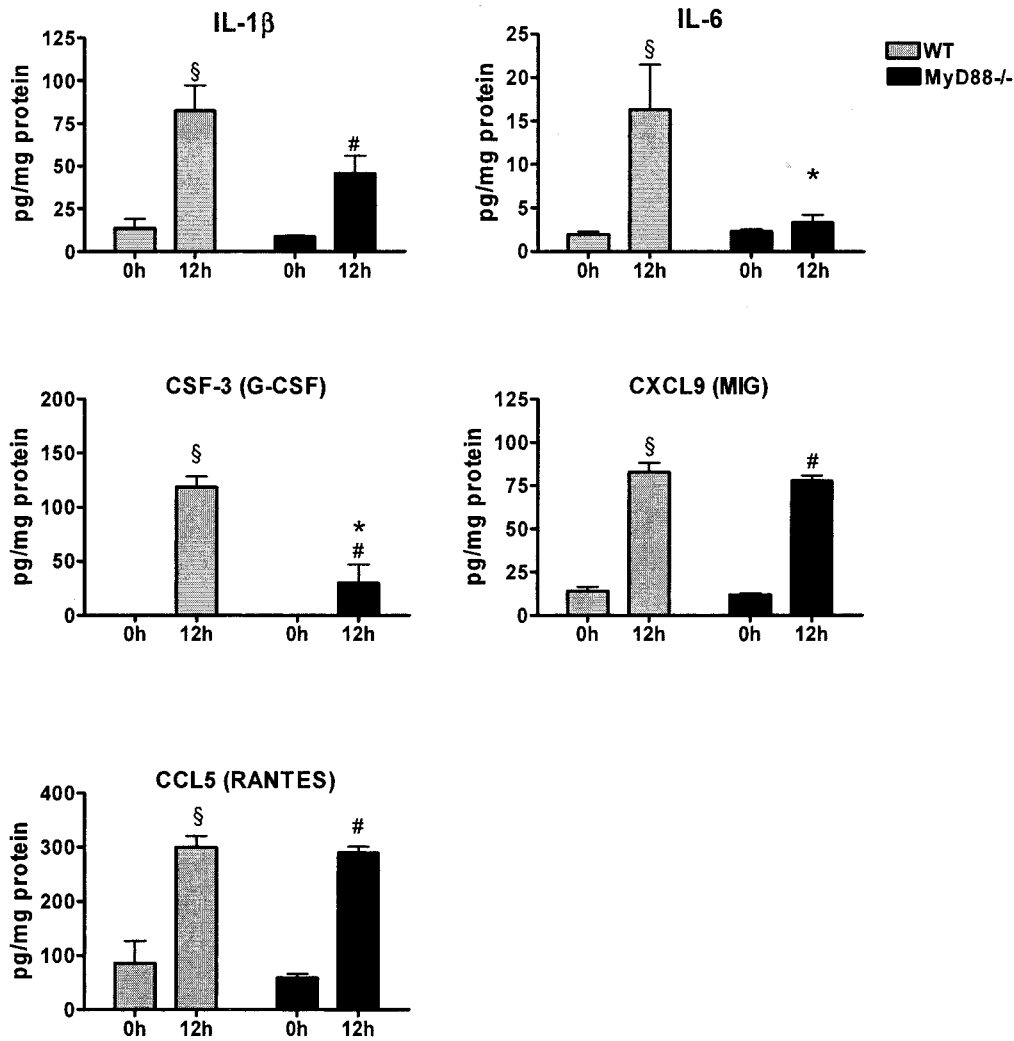 IL-1β
125
100
75
50
25
0
pg/mg protein
§
#
0h 12h 0h 12h
IL-6
25
20
15
10
5
0
pg/mg protein
§
*
0h 12h 0h 12h
WT
MyD88-/-
CSF-3 (G-CSF)
200
150
100
50
0
pg/mg protein
§
*
#
0h 12h 0h 12h
CXCL9 (MIG)
125
100
75
50
25
0
pg/mg protein
§
#
0h 12h 0h 12h
CCL5 (RANTES)
400
300
200
100
0
pg/mg protein
§
#
0h 12h 0h 12h